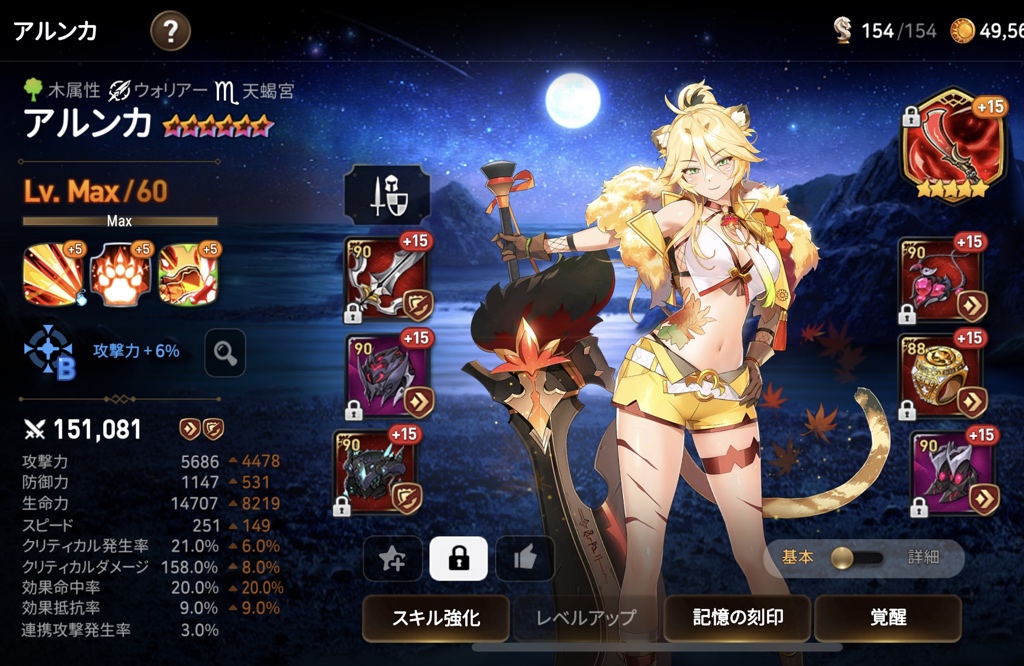 アルンカ
?
154/154
49,56
木属性 ウォリアー 天蝎宮
アルンカ
Lv. Max/60
Max
+5
+5
+5
B
攻撃力+6%
151,081
攻撃力 5686 4478
防御力 1147 531
生命力 14707 8219
スピード 251 149
クリティカル発生率 21.0% 6.0%
クリティカルダメージ 158.0% 8.0%
効果命中率 20.0% 20.0%
効果抵抗率 9.0% 9.0%
連携攻撃発生率 3.0%
90 +15
90 +15
90 +15
+15
90 +15
88 +15
90 +15
基本
詳細
スキル強化
レベルアップ
記憶の刻印
覚醒